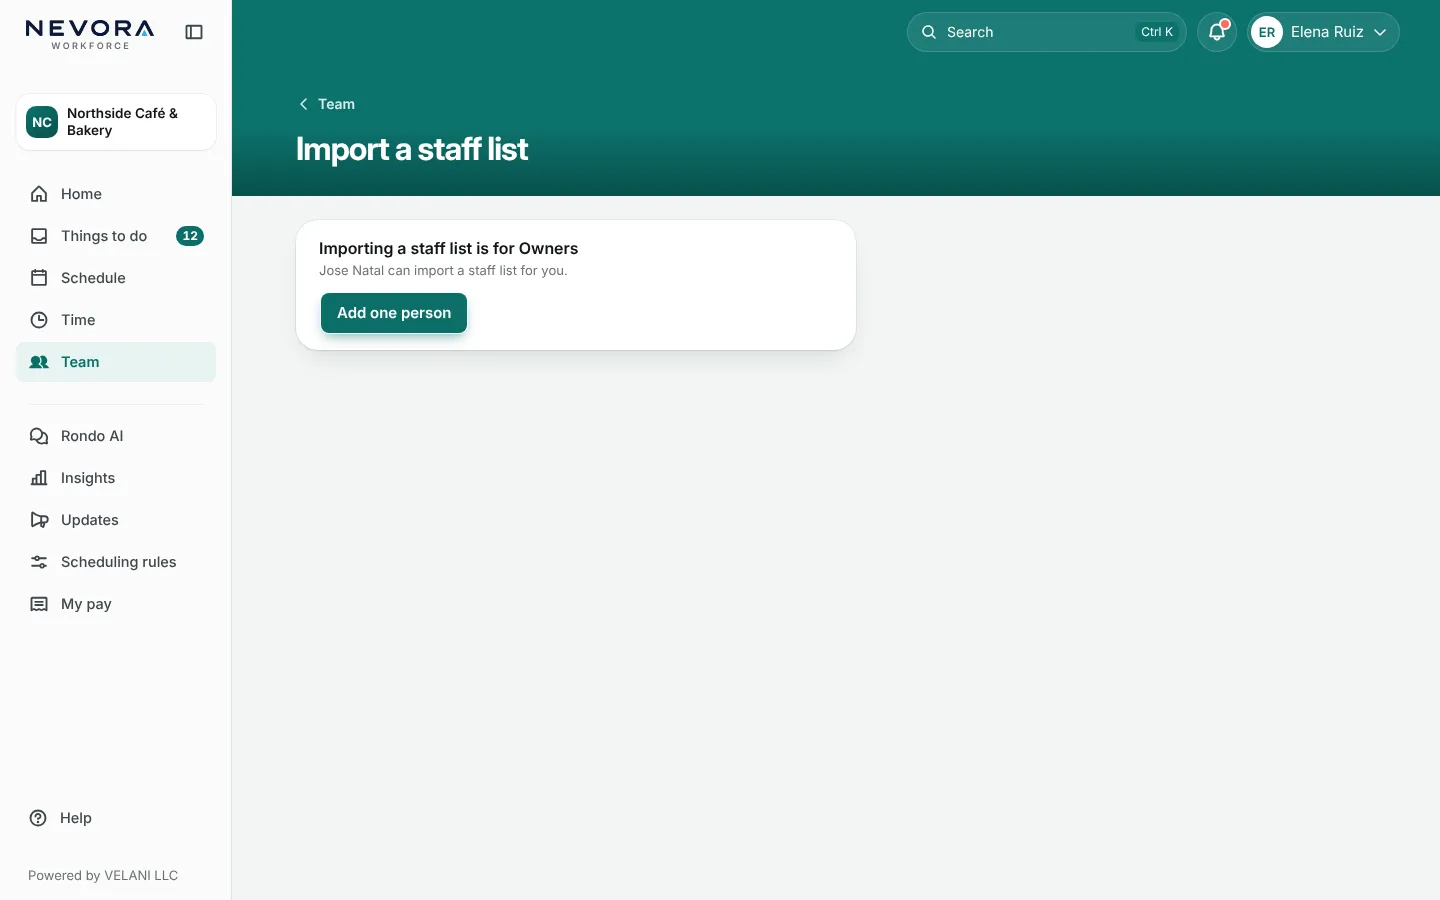 NEVORA
WORKFORCE
Search
Ctrl K
ER
Elena Ruiz
NC
Northside Café &
Bakery
Home
Things to do
12
Schedule
Time
Team
Rondo AI
Insights
Updates
Scheduling rules
My pay
Help
Powered by VELANI LLC
Team
Import a staff list
Importing a staff list is for Owners
Jose Natal can import a staff list for you.
Add one person